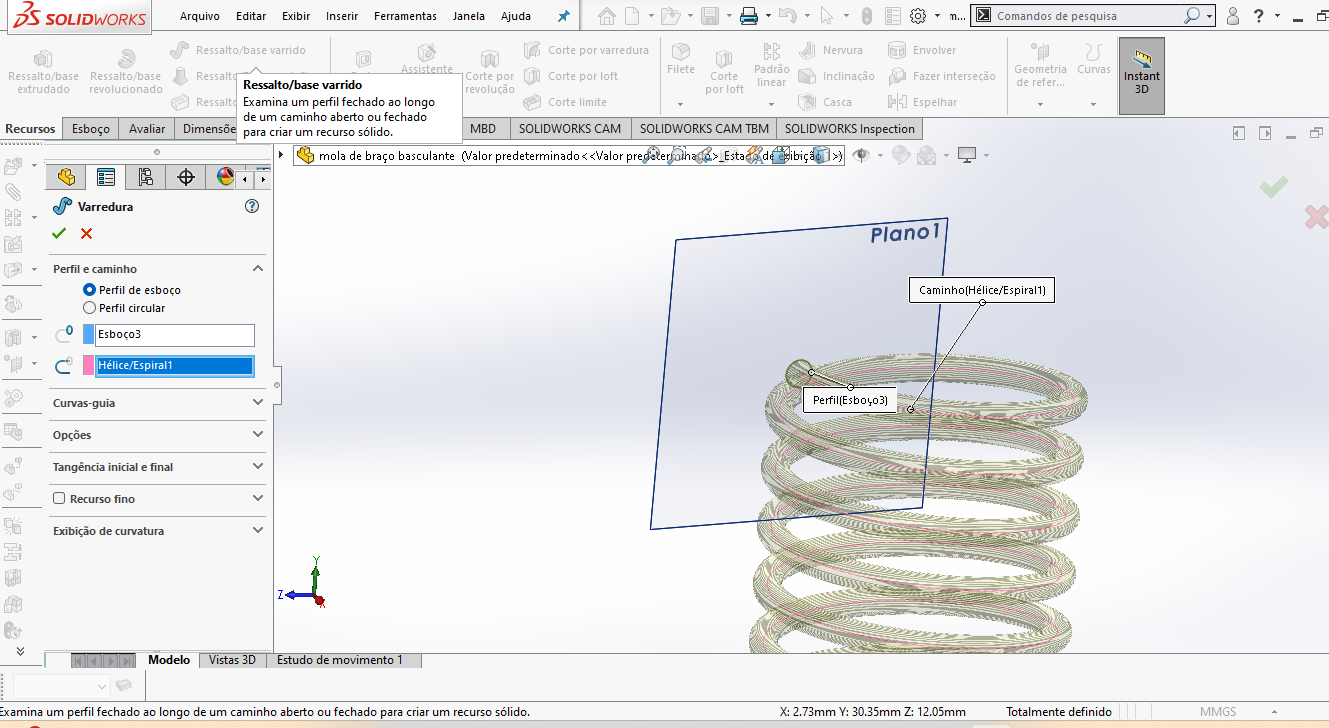 SOLIDWORKS
Arquivo Editar Exibir Inserir Ferramentas Janela Ajuda
m...
Comandos de pesquisa
Ressalto/base extrudado
Ressalto/base revolucionado
Ressalto/base varrido
Ressalto
Assistente
Corte por revolução
Corte por varredura
Corte por loft
Corte limite
Filete
Corte por loft
Padrão linear
Nervura
Inclinação
Casca
Envolver
Fazer interseção
Espelhar
Geometria de refer...
Curvas
Instant 3D
Ressalto/base varrido
Examina um perfil fechado ao longo
de um caminho aberto ou fechado
para criar um recurso sólido.
Recursos Esboço Avaliar Dimensõe MBD SOLIDWORKS CAM SOLIDWORKS CAM TBM SOLIDWORKS Inspection
mola de braço basculante (Valor predeterminado<<Valor predeterminado>_Estado de exibição >)
Varredura
Perfil e caminho
Perfil de esboço
Perfil circular
Esboço3
Hélice/Espiral1
Curvas-guia
Opções
Tangência inicial e final
Recurso fino
Exibição de curvatura
Plano1
Caminho(Hélice/Espiral1)
Perfil(Esboço3)
Y
Z
X
Modelo Vistas 3D Estudo de movimento 1
Examina um perfil fechado ao longo de um caminho aberto ou fechado para criar um recurso sólido.
X: 2.73mm Y: 30.35mm Z: 12.05mm
Totalmente definido
MMGS